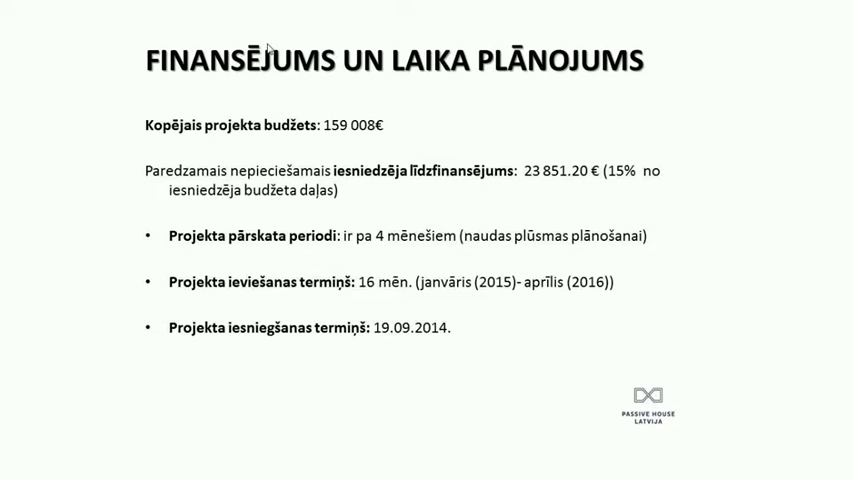 FINANSĒJUMS UN LAIKA PLĀNOJUMS
Kopējais projekta budžets: 159 008€
Paredzamais nepieciešamais iesniedzēja līdzfinansējums: 23 851.20 € (15% no
iesniedzēja budžeta daļas)
• Projekta pārskata periodi: ir pa 4 mēnešiem (naudas plūsmas plānošanai)
• Projekta ieviešanas termiņš: 16 mēn. (janvāris (2015)- aprīlis (2016))
• Projekta iesniegšanas termiņš: 19.09.2014.
PASSIVE HOUSE
LATVIJA